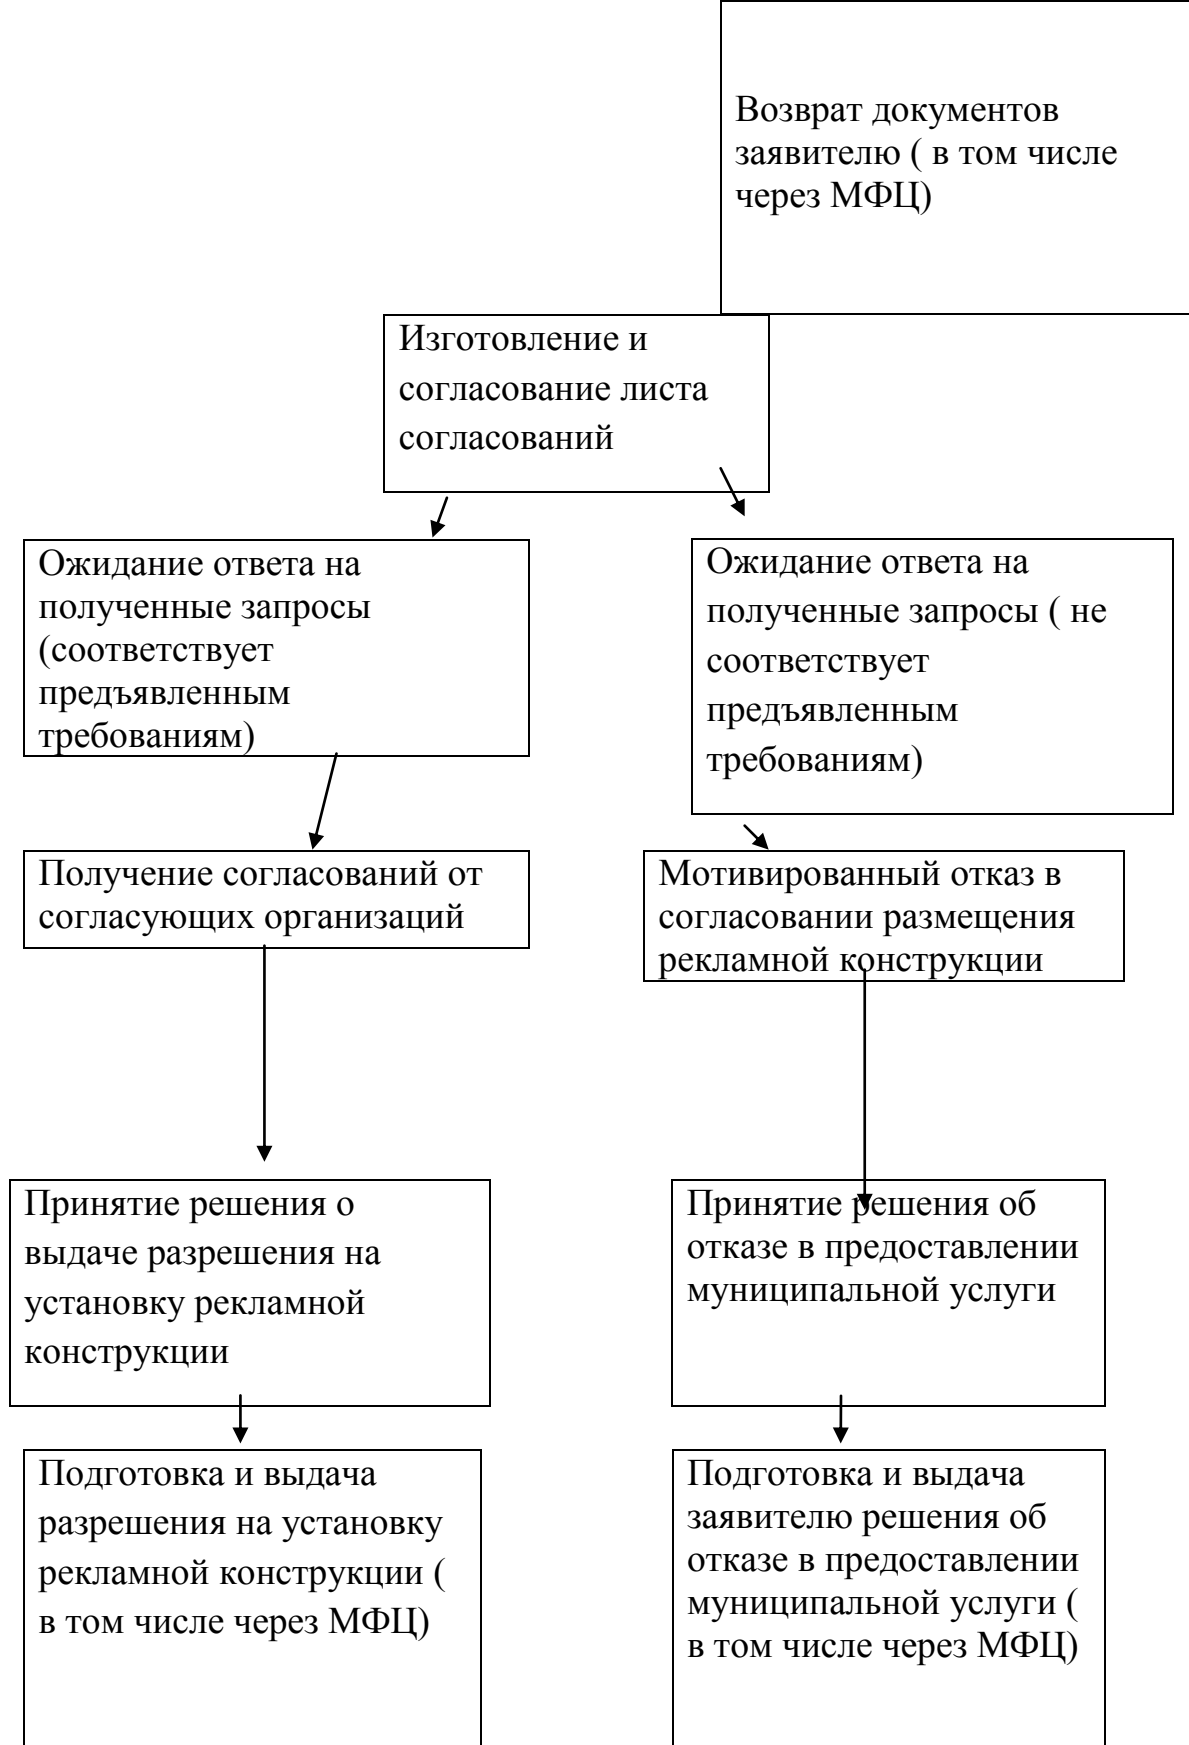 Возврат документов
заявителю ( в том числе
через МФЦ)
Изготовление и
согласование листа
согласований
Ожидание ответа на
полученные запросы
(соответствует
предъявленным
требованиям)
Ожидание ответа на
полученные запросы ( не
соответствует
предъявленным
требованиям)
Получение согласований от
согласующих организаций
Мотивированный отказ в
согласовании размещения
рекламной конструкции
Принятие решения о
выдаче разрешения на
установку рекламной
конструкции
Принятие решения об
отказе в предоставлении
муниципальной услуги
Подготовка и выдача
разрешения на установку
рекламной конструкции (
в том числе через МФЦ)
Подготовка и выдача
заявителю решения об
отказе в предоставлении
муниципальной услуги (
в том числе через МФЦ)